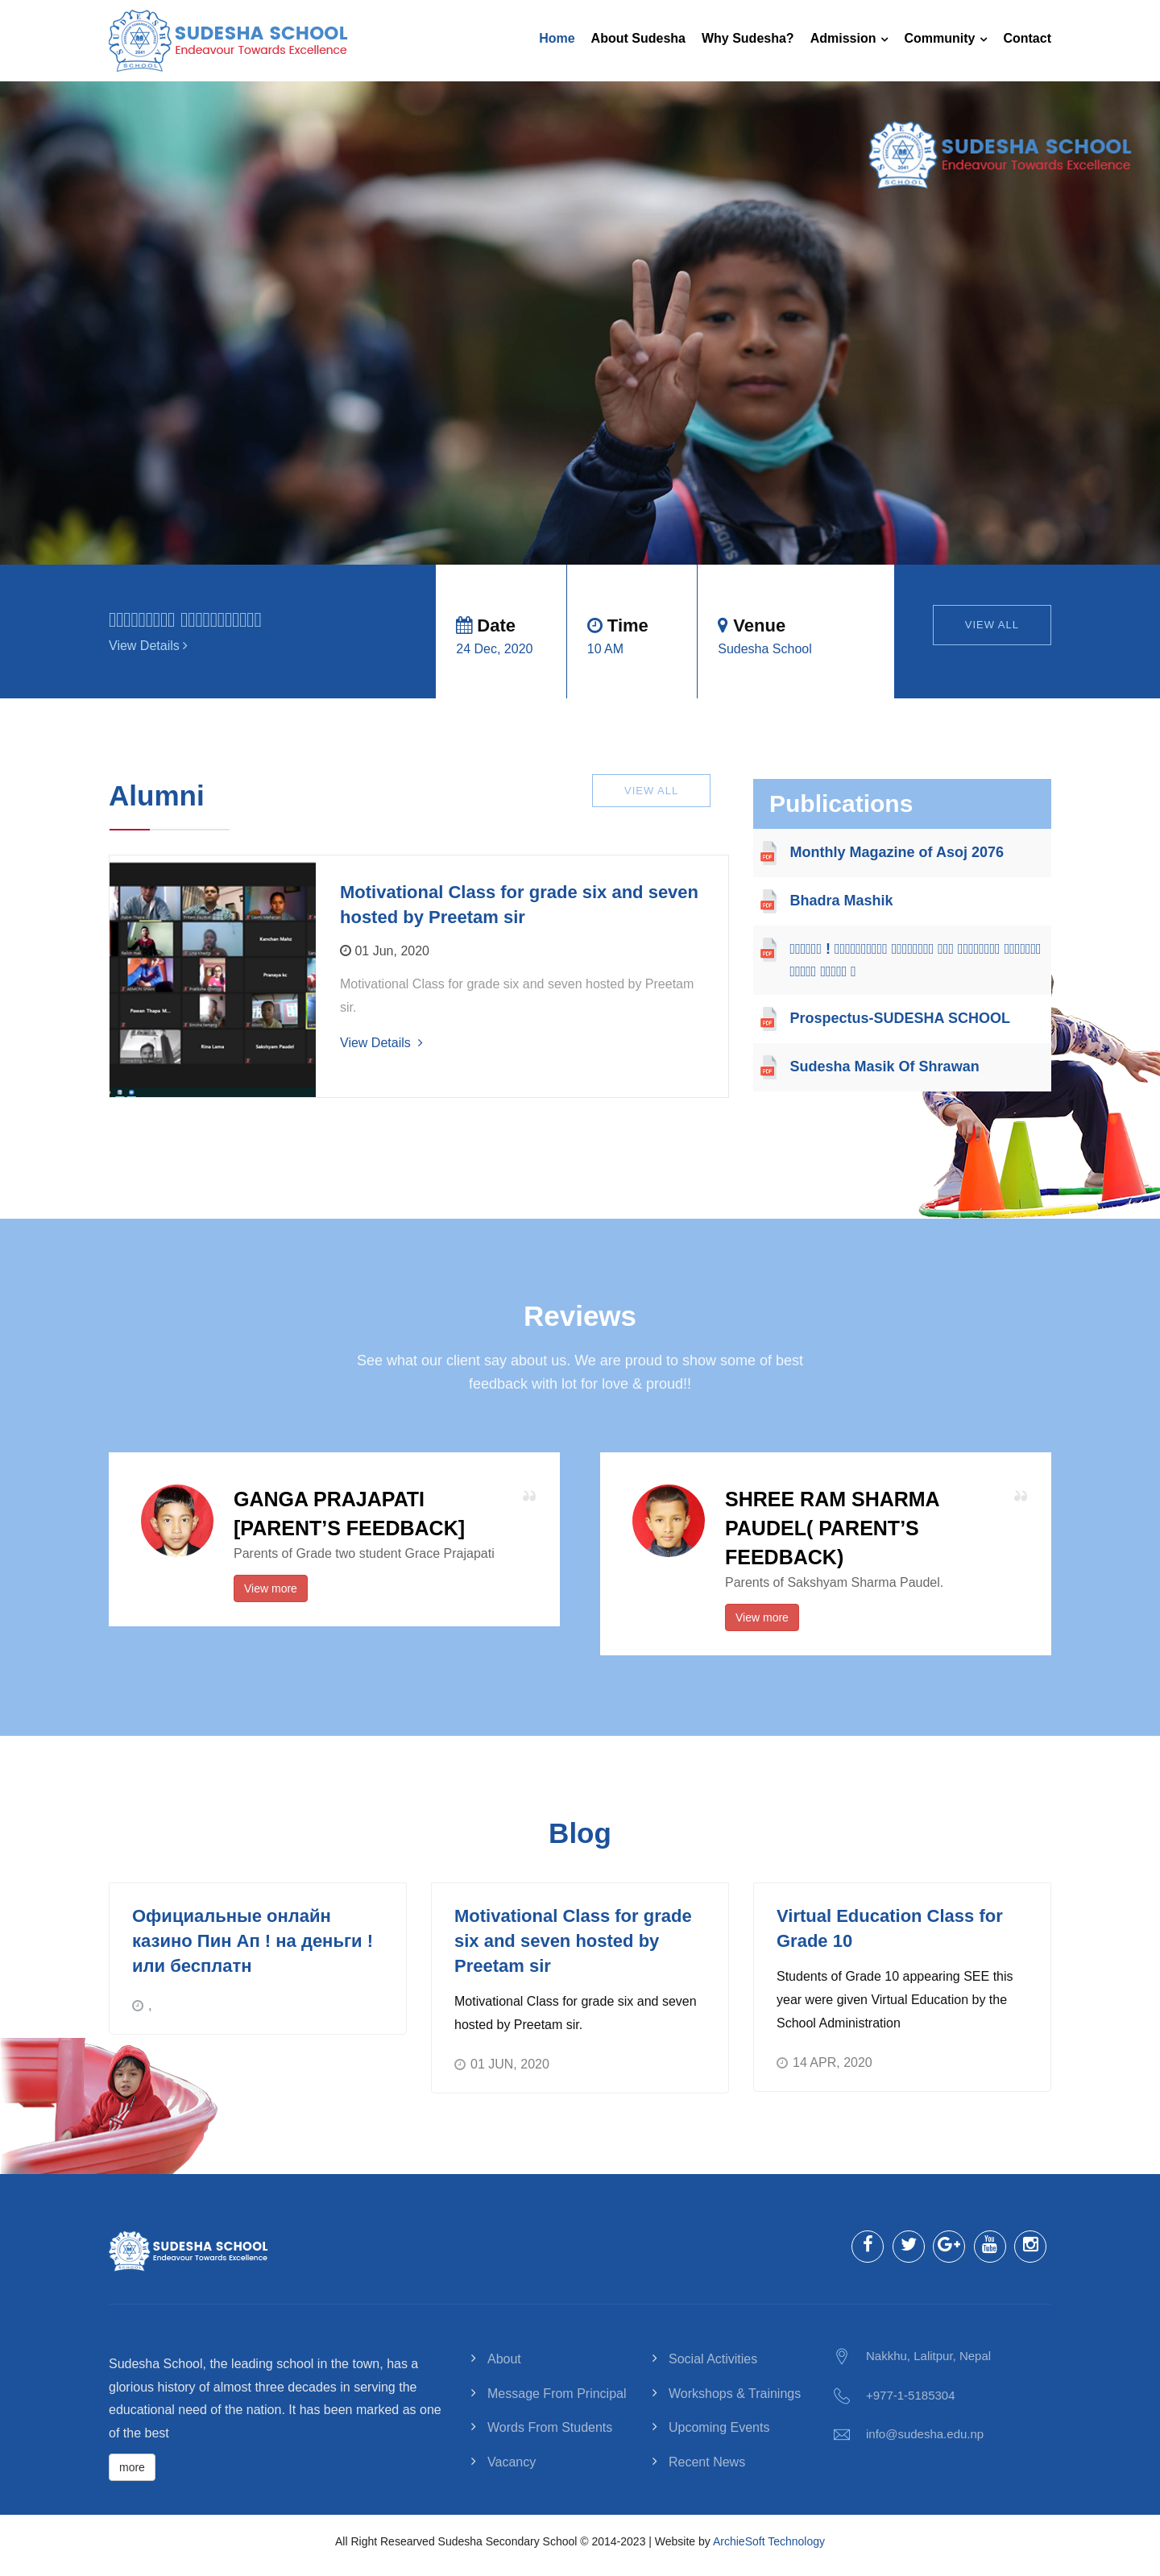 SUDESHA SCHOOL
Endeavour Towards Excellence
Home About Sudesha Why Sudesha? Admission Community Contact
SUDESHA SCHOOL
Endeavour Towards Excellence
View Details
Date
24 Dec, 2020
Time
10 AM
Venue
Sudesha School
VIEW ALL
Alumni
VIEW ALL
Motivational Class for grade six and seven
hosted by Preetam sir
01 Jun, 2020
Motivational Class for grade six and seven hosted by Preetam
sir.
View Details
Publications
Monthly Magazine of Asoj 2076
Bhadra Mashik
Prospectus-SUDESHA SCHOOL
Sudesha Masik Of Shrawan
Reviews
See what our client say about us. We are proud to show some of best
feedback with lot for love & proud!!
GANGA PRAJAPATI
[PARENT’S FEEDBACK]
Parents of Grade two student Grace Prajapati
View more
SHREE RAM SHARMA
PAUDEL( PARENT’S
FEEDBACK)
Parents of Sakshyam Sharma Paudel.
View more
Blog
Официальные онлайн
казино Пин Ап ! на деньги !
или бесплатн
,
Motivational Class for grade
six and seven hosted by
Preetam sir
Motivational Class for grade six and seven
hosted by Preetam sir.
01 JUN, 2020
Virtual Education Class for
Grade 10
Students of Grade 10 appearing SEE this
year were given Virtual Education by the
School Administration
14 APR, 2020
SUDESHA SCHOOL
Endeavour Towards Excellence
Sudesha School, the leading school in the town, has a
glorious history of almost three decades in serving the
educational need of the nation. It has been marked as one
of the best
more
About
Message From Principal
Words From Students
Vacancy
Social Activities
Workshops & Trainings
Upcoming Events
Recent News
Nakkhu, Lalitpur, Nepal
+977-1-5185304
info@sudesha.edu.np
All Right Researved Sudesha Secondary School © 2014-2023 | Website by ArchieSoft Technology